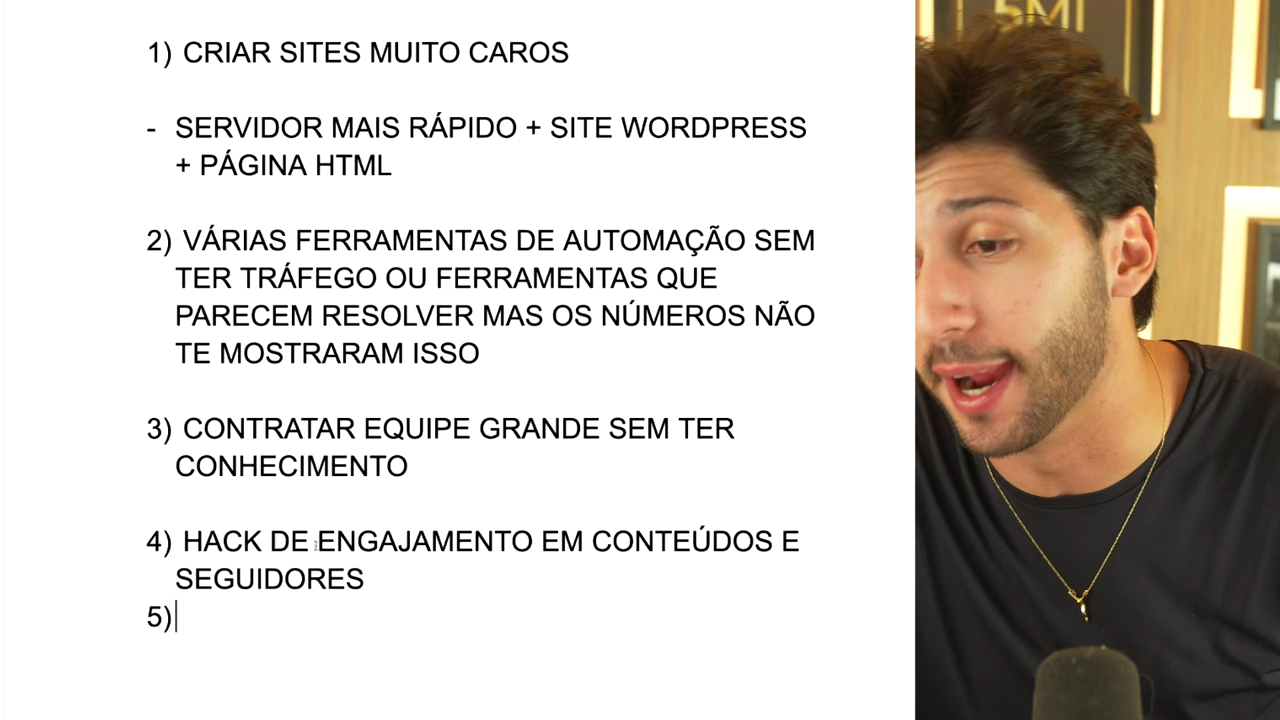 1) CRIAR SITES MUITO CAROS
- SERVIDOR MAIS RÁPIDO + SITE WORDPRESS
+ PÁGINA HTML
2) VÁRIAS FERRAMENTAS DE AUTOMAÇÃO SEM
TER TRÁFEGO OU FERRAMENTAS QUE
PARECEM RESOLVER MAS OS NÚMEROS NÃO
TE MOSTRARAM ISSO
3) CONTRATAR EQUIPE GRANDE SEM TER
CONHECIMENTO
4) HACK DE ENGAJAMENTO EM CONTEÚDOS E
SEGUIDORES
5)
5M